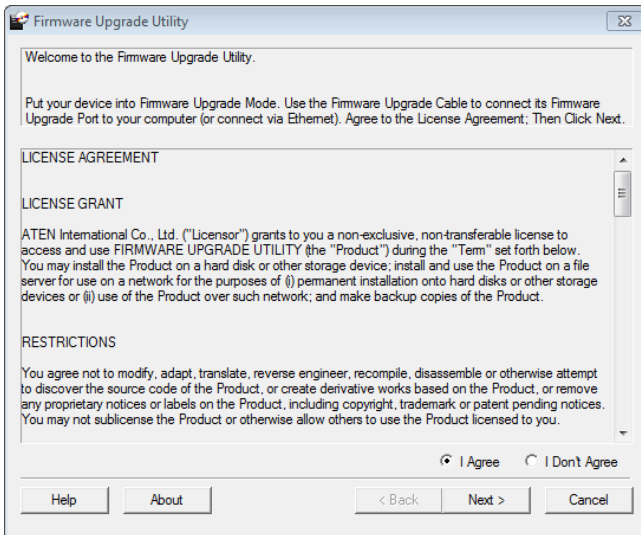 Firmware Upgrade Utility
Welcome to the Firmware Upgrade Utility.
Put your device into Firmware Upgrade Mode. Use the Firmware Upgrade Cable to connect its Firmware
Upgrade Port to your computer (or connect via Ethernet). Agree to the License Agreement; Then Click Next.
LICENSE AGREEMENT
LICENSE GRANT
ATEN International Co., Ltd. ("Licensor") grants to you a non-exclusive, non-transferable license to
access and use FIRMWARE UPGRADE UTILITY (the "Product") during the "Term" set forth below.
You may install the Product on a hard disk or other storage device; install and use the Product on a file
server for use on a network for the purposes of (i) permanent installation onto hard disks or other storage
devices or (ii) use of the Product over such network; and make backup copies of the Product.
RESTRICTIONS
You agree not to modify, adapt, translate, reverse engineer, recompile, disassemble or otherwise attempt
to discover the source code of the Product, or create derivative works based on the Product, or remove
any proprietary notices or labels on the Product, including copyright, trademark or patent pending notices.
You may not sublicense the Product or otherwise allow others to use the Product licensed to you.
I Agree I Don't Agree
Help About < Back Next > Cancel